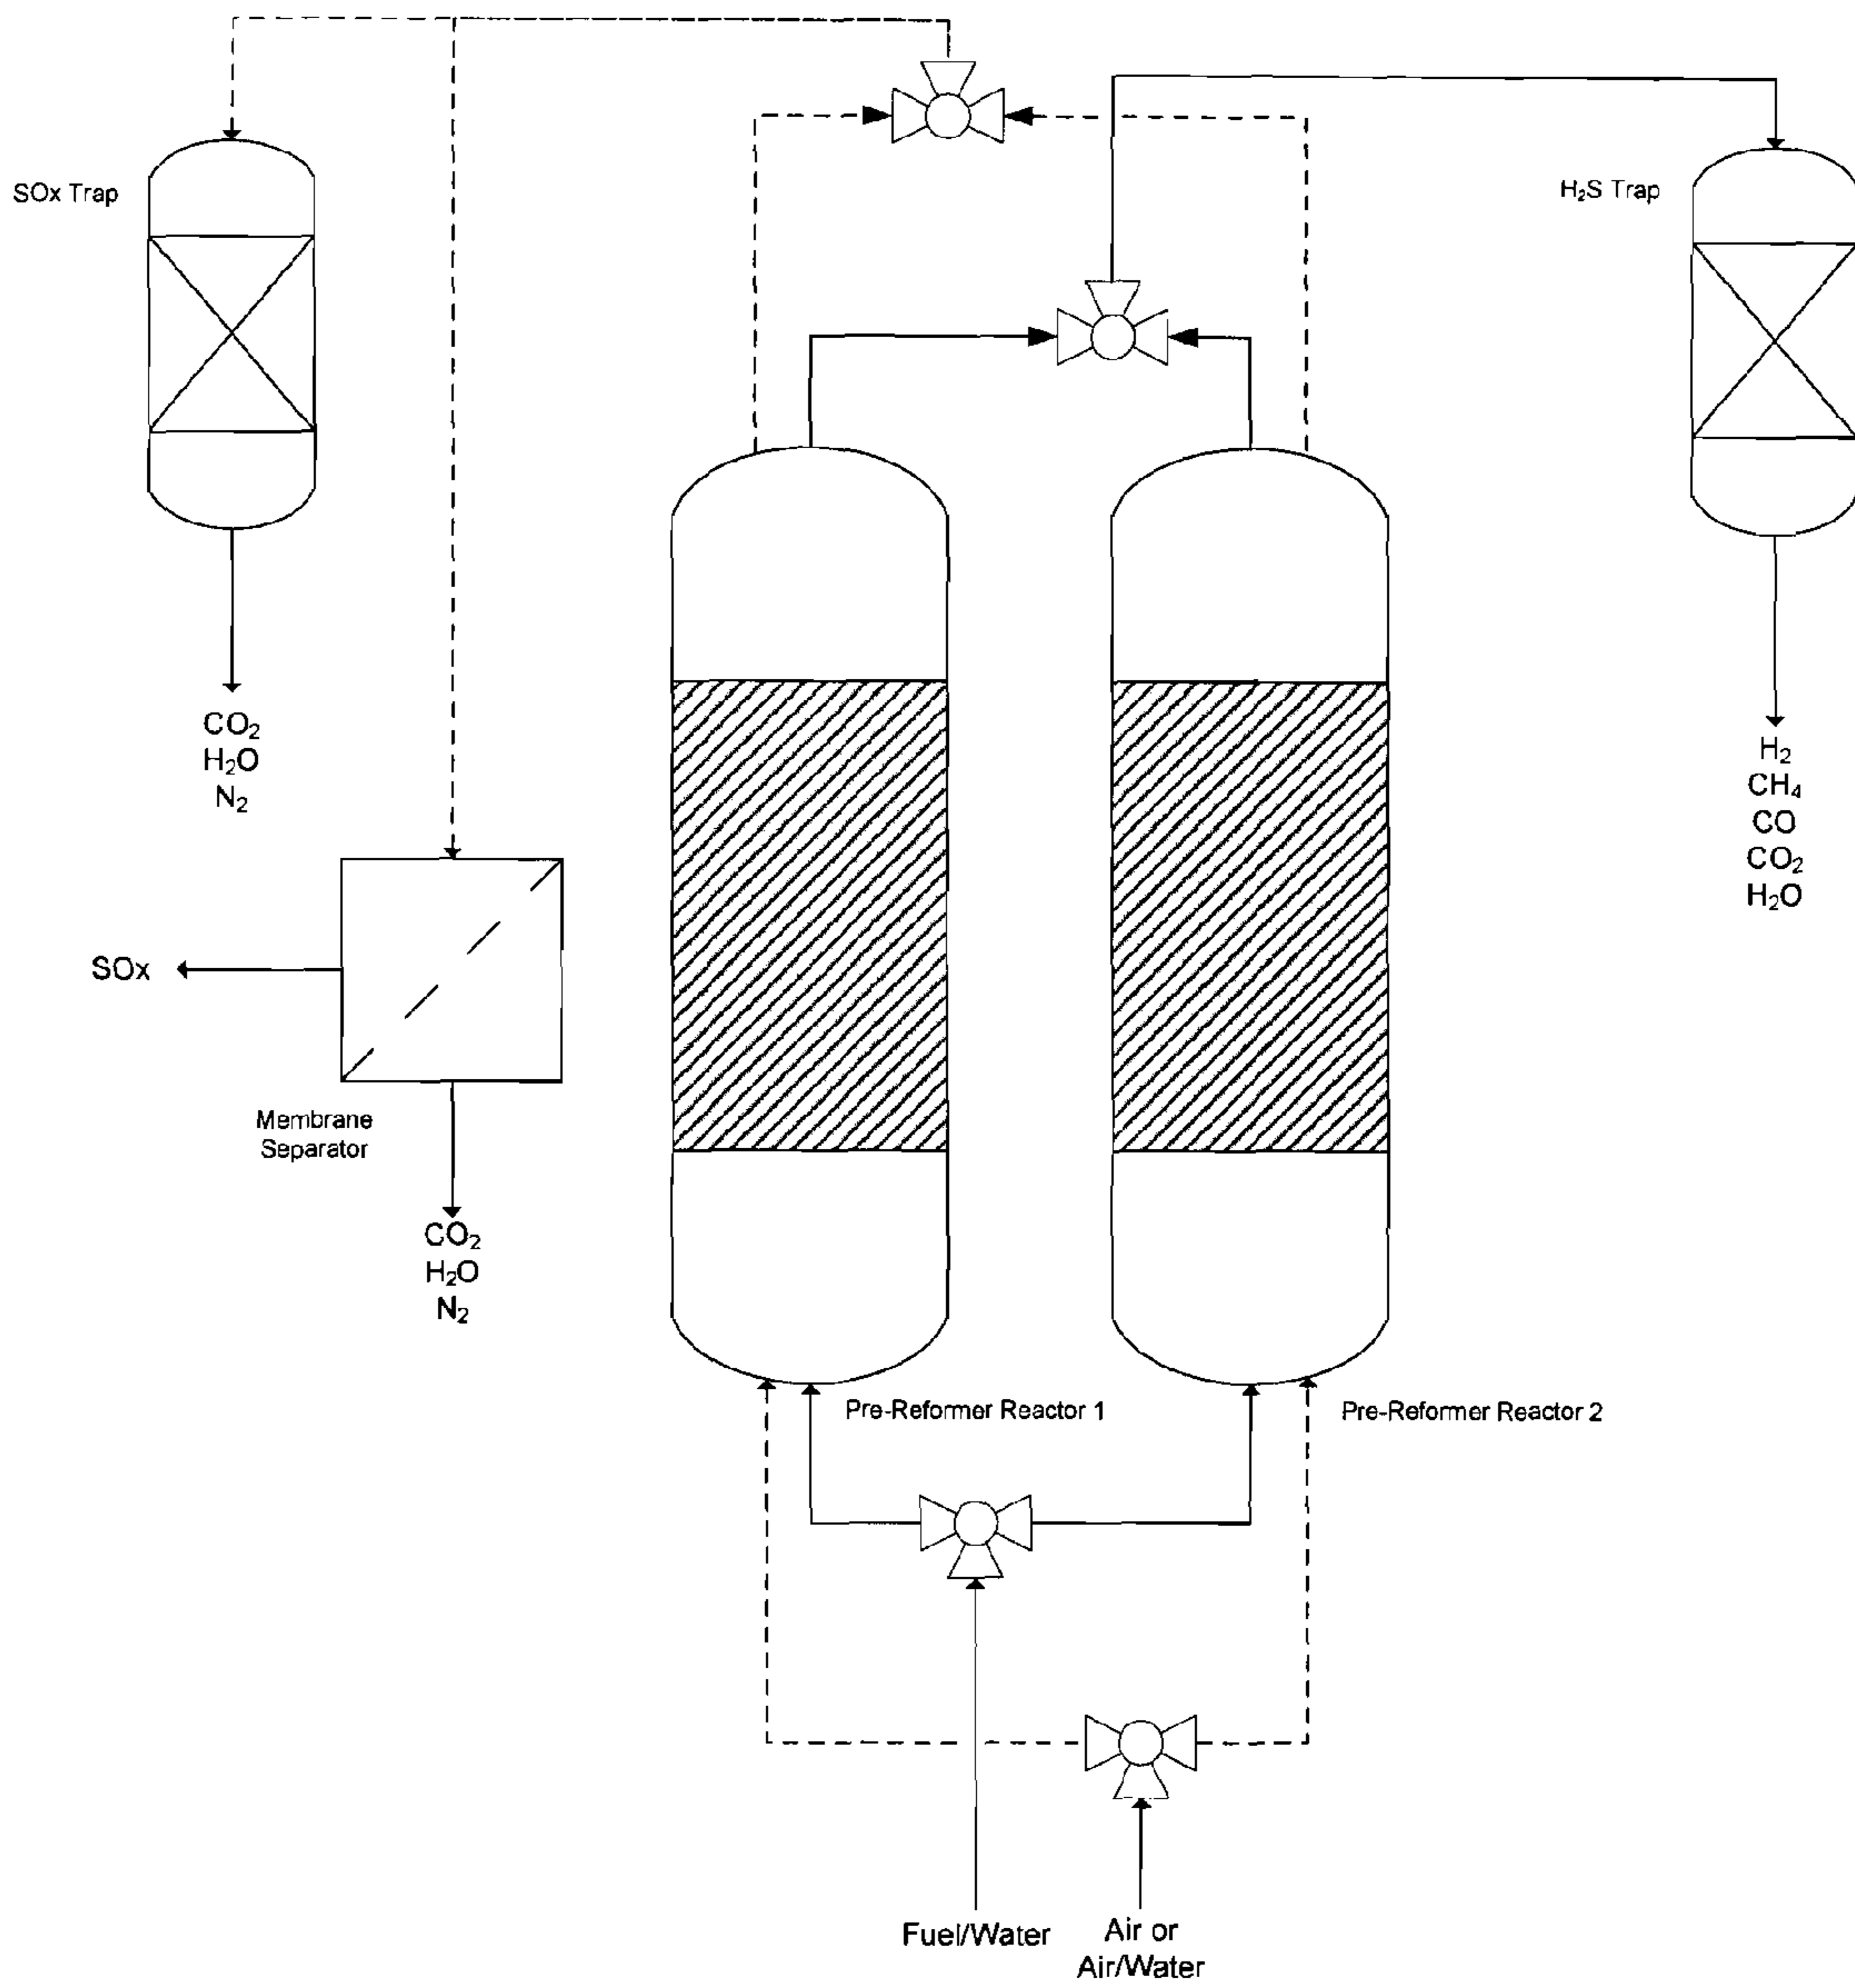 SOx Trap
H₂S Trap
CO₂
H₂O
N₂
H₂
CH₄
CO
CO₂
H₂O
SOx
Membrane
Separator
CO₂
H₂O
N₂
Pre-Reformer Reactor 1
Pre-Reformer Reactor 2
Fuel/Water
Air or
Air/Water